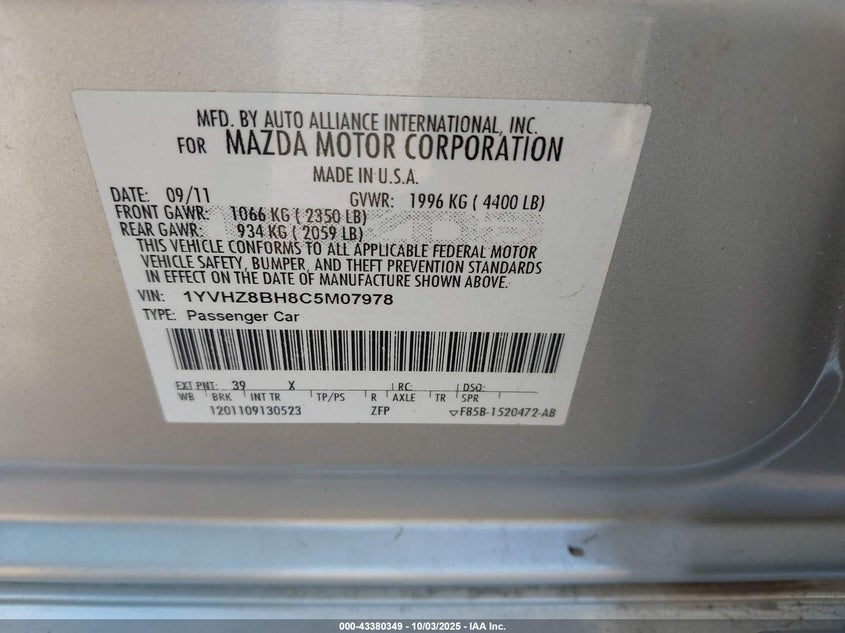 MFD. BY AUTO ALLIANCE INTERNATIONAL, INC.
FOR MAZDA MOTOR CORPORATION
MADE IN U.S.A.
DATE: 09/11 GVWR: 1996 KG ( 4400 LB)
FRONT GAWR: 1066 KG ( 2350 LB)
REAR GAWR: 934 KG ( 2059 LB)
THIS VEHICLE CONFORMS TO ALL APPLICABLE FEDERAL MOTOR
VEHICLE SAFETY, BUMPER, AND THEFT PREVENTION STANDARDS
IN EFFECT ON THE DATE OF MANUFACTURE SHOWN ABOVE.
VIN: 1YVHZ8BH8C5M07978
TYPE: Passenger Car
EXT PNT: 39 X RC: DSO:
WB BRK INT TR TP/PS R AXLE TR SPR
1201109130523 ZFP ▽F85B-1520472-AB
000-43380349 - 10/03/2025 - IAA Inc.